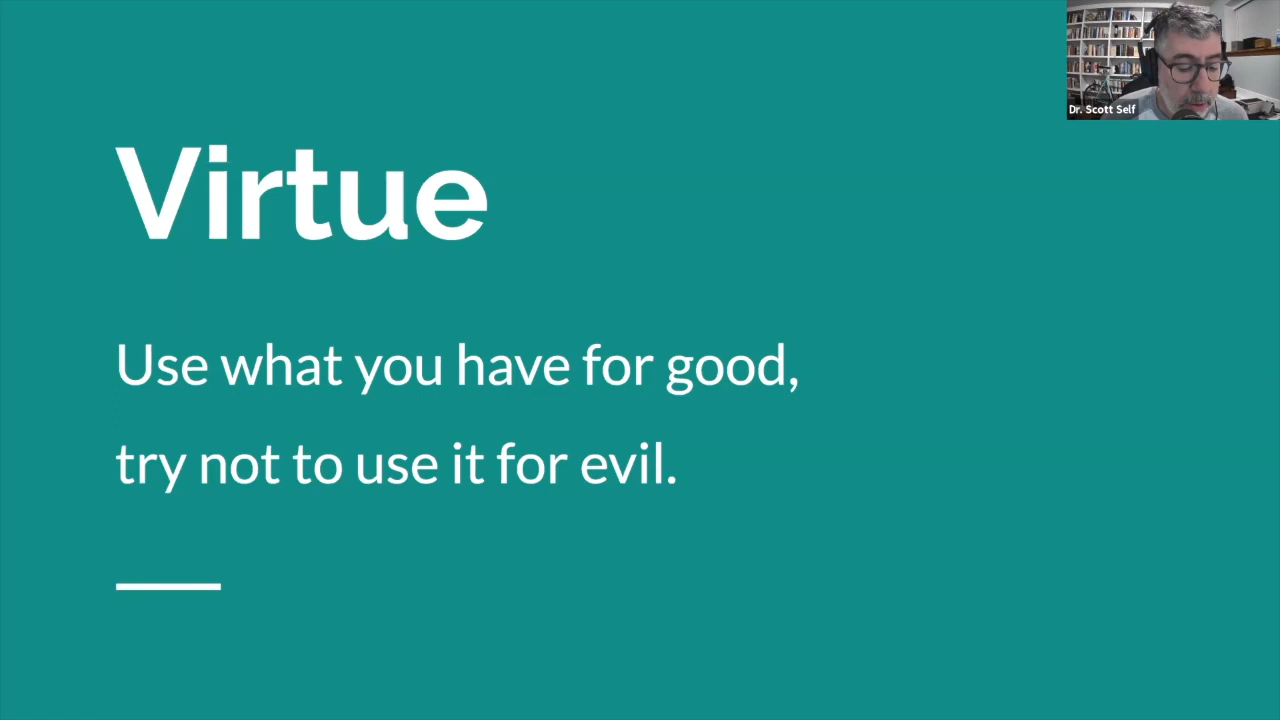 Dr. Scott Self
Virtue
Use what you have for good,
try not to use it for evil.